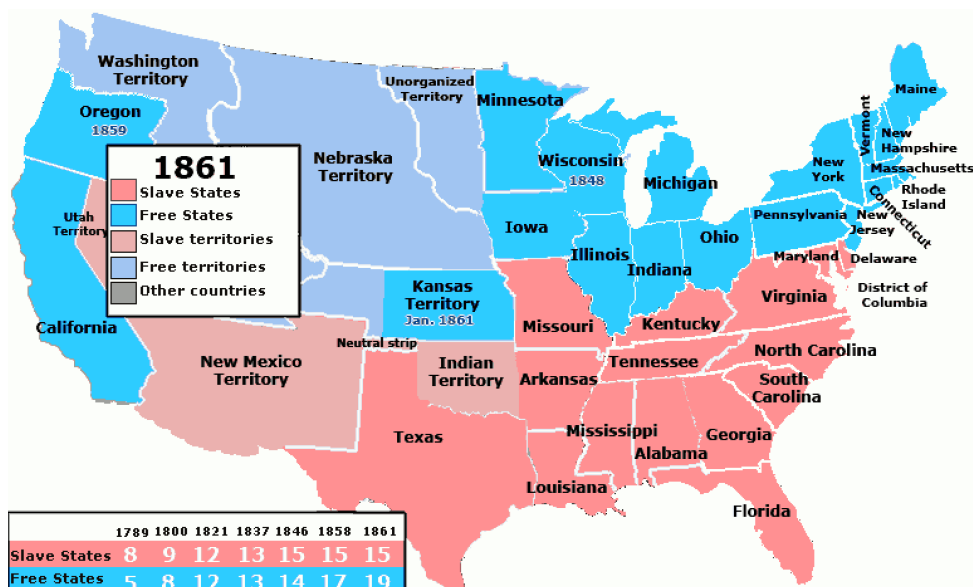 Washington
Territory
Unorganized
Territory
Minnesota
Maine
Oregon
1859
Vermont
New
Hampshire
1861
Slave States
Free States
Slave territories
Free territories
Other countries
Nebraska
Territory
Wisconsin
1848
Michigan
New
York
Massachusetts
Rhode
Island
Connecticut
Utah
Territory
Iowa
Pennsylvania
New
Jersey
Illinois
Indiana
Ohio
Maryland
Delaware
District of
Columbia
Kansas
Territory
Jan. 1861
California
Missouri
Kentucky
Virginia
Neutral strip
New Mexico
Territory
Indian
Territory
Arkansas
Tennessee
North Carolina
South
Carolina
Texas
Mississippi
Alabama
Georgia
Louisiana
Florida
1789 1800 1821 1837 1846 1858 1861
Slave States 8 9 12 13 15 15 15
Free States 5 8 12 13 14 17 19